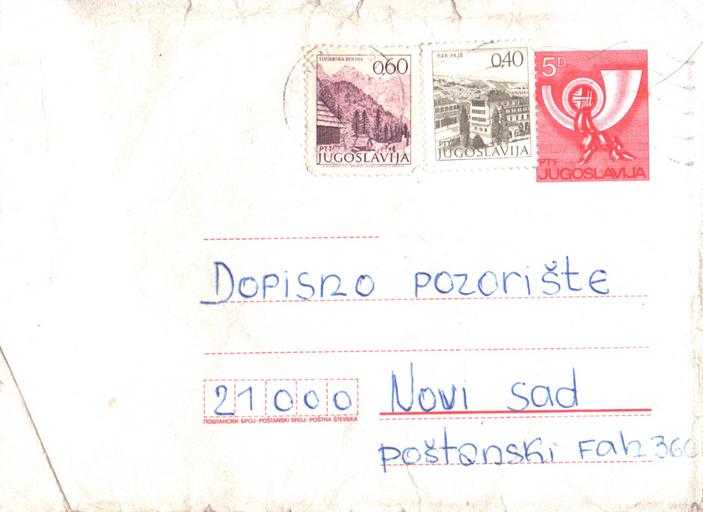 LOGARSKA DOLINA
0,60
PTT
JUGOSLAVIJA
0,40
PTT
JUGOSLAVIJA
5 D.
ptt
PTT
JUGOSLAVIJA
Dopisno pozorište
21000 Novi sad
ПОШТАНСКИ БРОЈ·POŠTANSKI BROJ·POŠTNA ŠTEVILKA
poštanski Fah 360